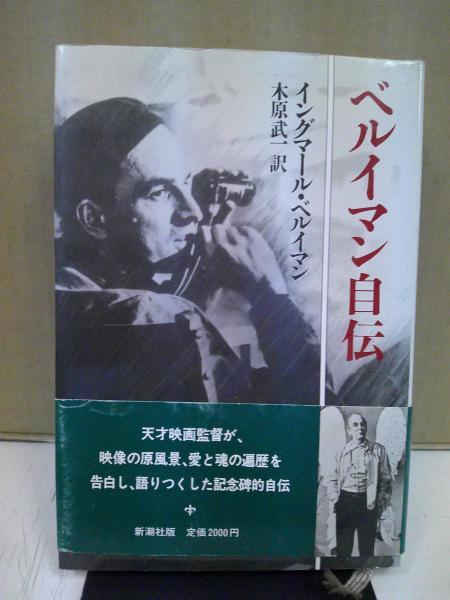 ベルイマン自伝
イングマール・ベルイマン
木原武一訳
天才映画監督が、
映像の原風景、愛と魂の遍歴を
告白し、語りつくした記念碑的自伝
新潮社版 定価2000円